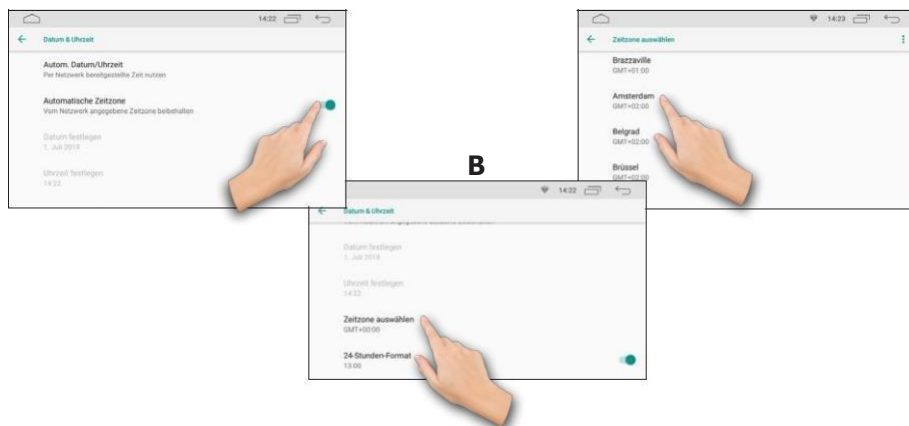 14:22
Datum & Uhrzeit
Autom. Datum/Uhrzeit
Per Netzwerk bereitgestellte Zeit nutzen
Automatische Zeitzone
Vom Netzwerk angegebene Zeitzone beibehalten
Datum festlegen
1. Juli 2019
Uhrzeit festlegen
14:22
14:23
Zeitzone auswählen
Brazzaville
GMT+01:00
Amsterdam
GMT+02:00
Belgrad
GMT+02:00
Brüssel
GMT+02:00
B
14:22
Datum & Uhrzeit
Datum festlegen
1. Juli 2019
Uhrzeit festlegen
14:22
Zeitzone auswählen
GMT+00:00
24-Stunden-Format
13:00